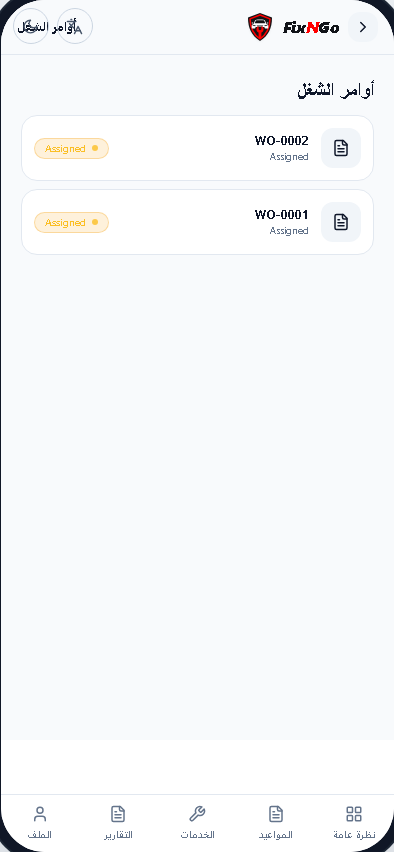 FixNGo
أوامر الشغل
أوامر الشغل
WO-0002
Assigned
Assigned
WO-0001
Assigned
Assigned
نظرة عامة
المواعيد
الخدمات
التقارير
الملف